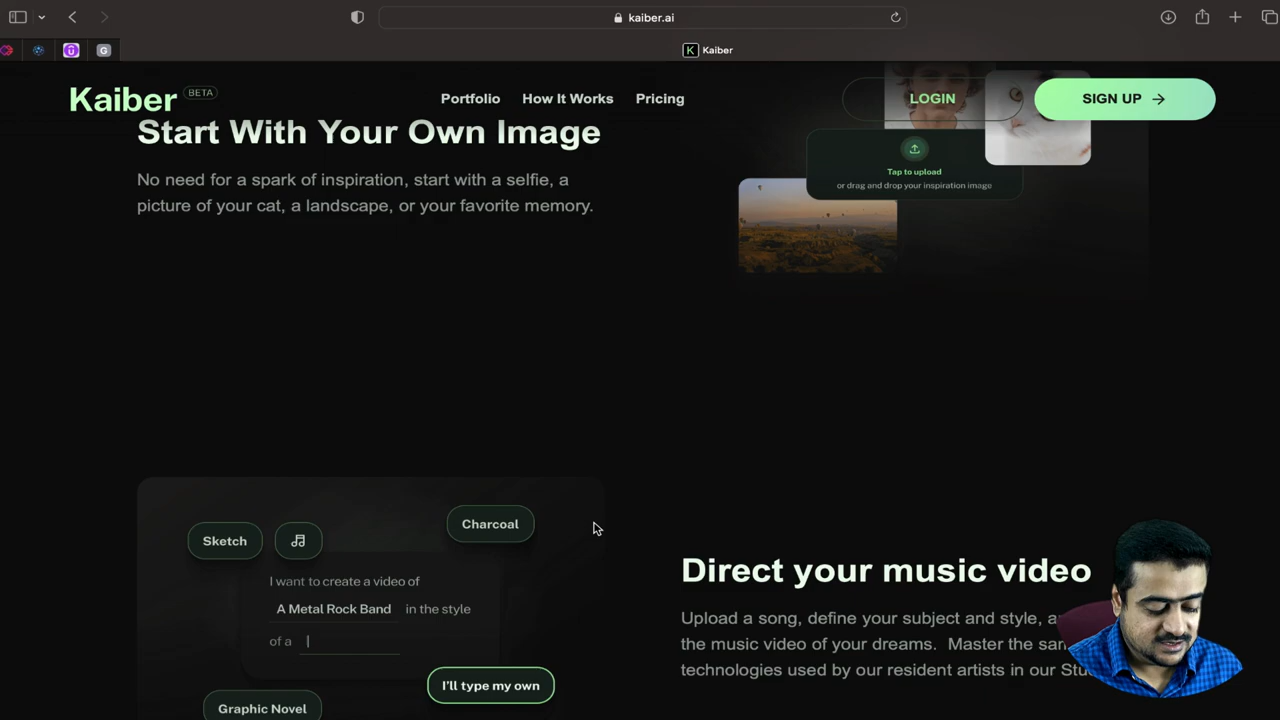 kaiber.ai
G
K Kaiber
Kaiber BETA
Portfolio How It Works Pricing
LOGIN
SIGN UP
Start With Your Own Image
No need for a spark of inspiration, start with a selfie, a
picture of your cat, a landscape, or your favorite memory.
Tap to upload
or drag and drop your inspiration image
Sketch
Charcoal
I want to create a video of
A Metal Rock Band in the style
of a
I'll type my own
Graphic Novel
Direct your music video
Upload a song, define your subject and style,
the music video of your dreams. Master the
technologies used by our resident artists in our